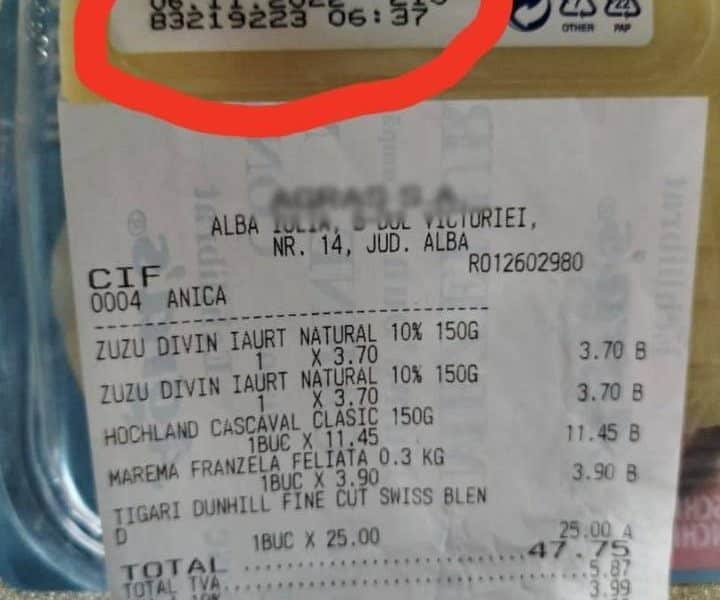 83219223 06:37
OTHER PAP
ALBA VICTORIEI,
NR. 14, JUD. ALBA
CIF RO12602980
0004 ANICA
ZUZU DIVIN IAURT NATURAL 10% 150G
1 X 3.70 3.70 B
ZUZU DIVIN IAURT NATURAL 10% 150G
1 X 3.70 3.70 B
HOCHLAND CASCAVAL CLASIC 150G
1BUC X 11.45 11.45 B
MAREMA FRANZELA FELIATA 0.3 KG
1BUC X 3.90 3.90 B
TIGARI DUNHILL FINE CUT SWISS BLEN
D
1BUC X 25.00 25.00 A
TOTAL 47.75
TOTAL TVA 5.87
3.99